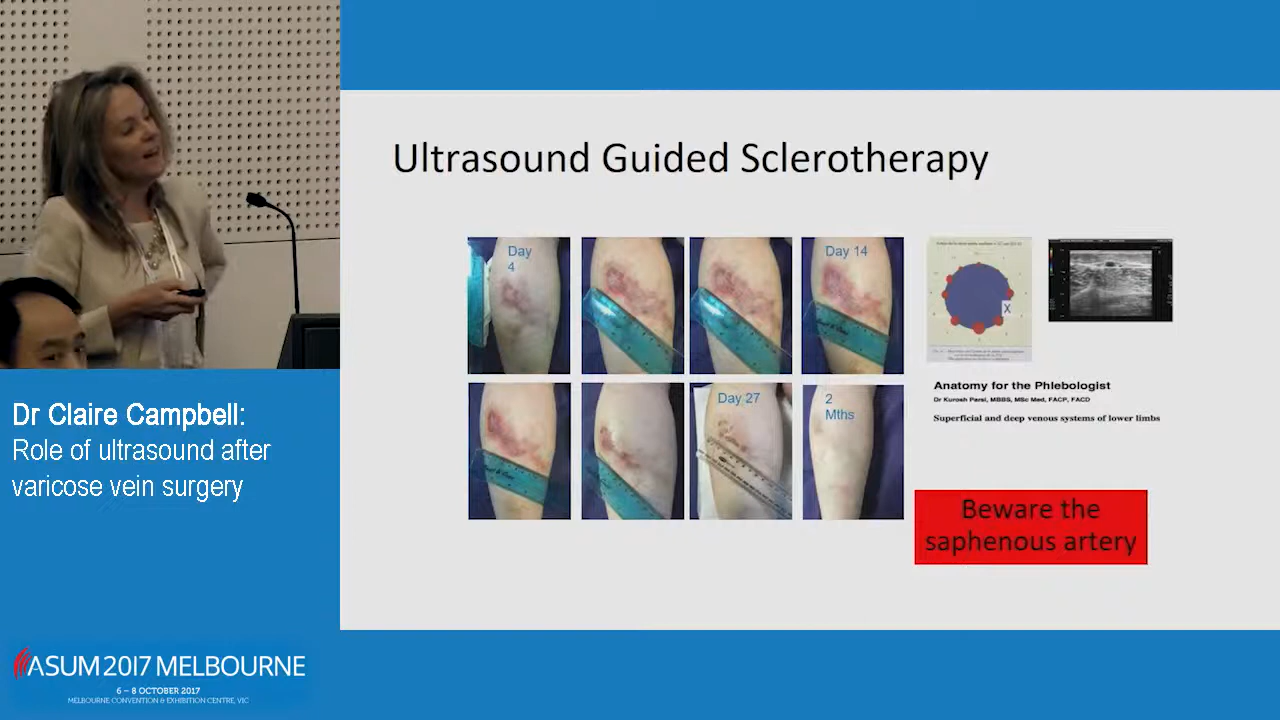 Ultrasound Guided Sclerotherapy
Day
4
Day 14
X
Day 27
2
Mths
Anatomy for the Phlebologist
Dr Kurosh Parsi, MBBS, MSc Med, FACP, FACD
Superficial and deep venous systems of lower limbs
Beware the
saphenous artery
Dr Claire Campbell:
Role of ultrasound after
varicose vein surgery
ASUM 2017 MELBOURNE
6 – 8 OCTOBER 2017
MELBOURNE CONVENTION & EXHIBITION CENTRE, VIC